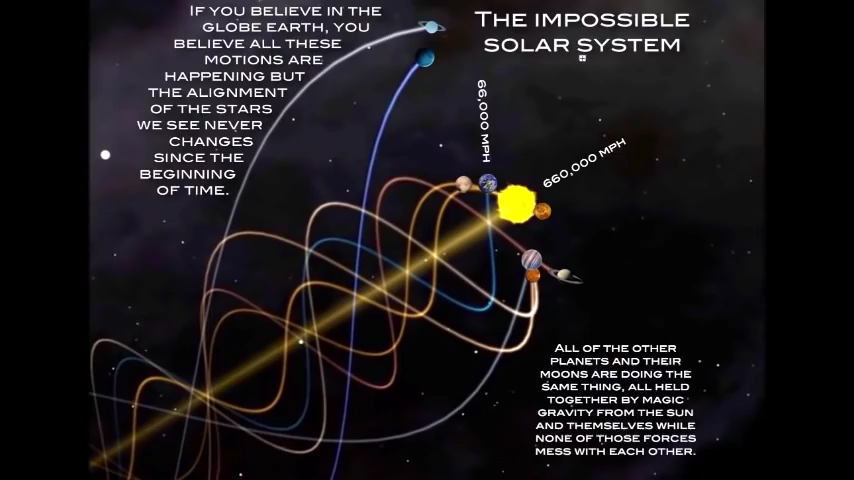 IF YOU BELIEVE IN THE
GLOBE EARTH, YOU
BELIEVE ALL THESE
MOTIONS ARE
HAPPENING BUT
THE ALIGNMENT
OF THE STARS
WE SEE NEVER
CHANGES
SINCE THE
BEGINNING
OF TIME.
THE IMPOSSIBLE
SOLAR SYSTEM
66,000 MPH
660,000 MPH
ALL OF THE OTHER
PLANETS AND THEIR
MOONS ARE DOING THE
SAME THING, ALL HELD
TOGETHER BY MAGIC
GRAVITY FROM THE SUN
AND THEMSELVES WHILE
NONE OF THOSE FORCES
MESS WITH EACH OTHER.